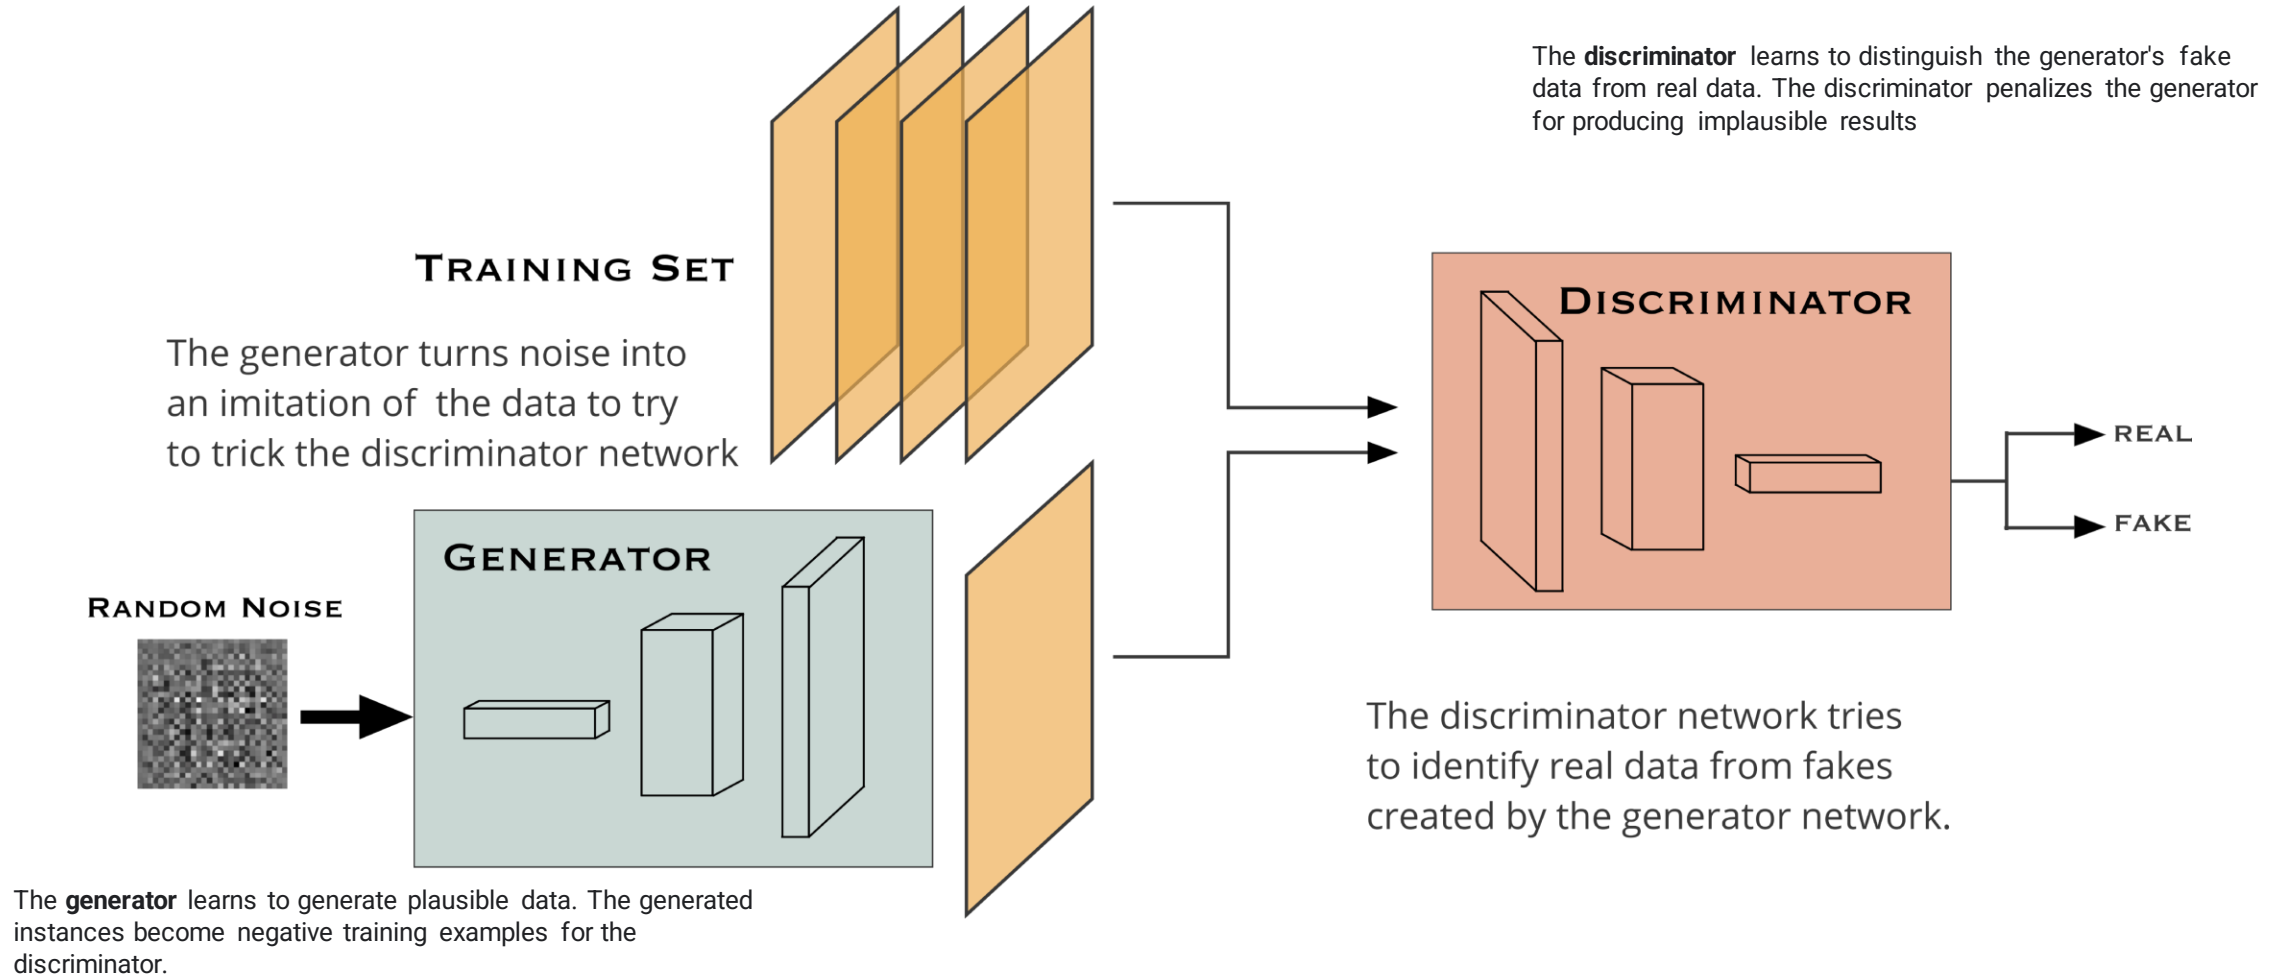 The discriminator learns to distinguish the generator's fake
data from real data. The discriminator penalizes the generator
for producing implausible results
TRAINING SET
The generator turns noise into
an imitation of the data to try
to trick the discriminator network
DISCRIMINATOR
REAL
FAKE
GENERATOR
RANDOM NOISE
The discriminator network tries
to identify real data from fakes
created by the generator network.
The generator learns to generate plausible data. The generated
instances become negative training examples for the
discriminator.